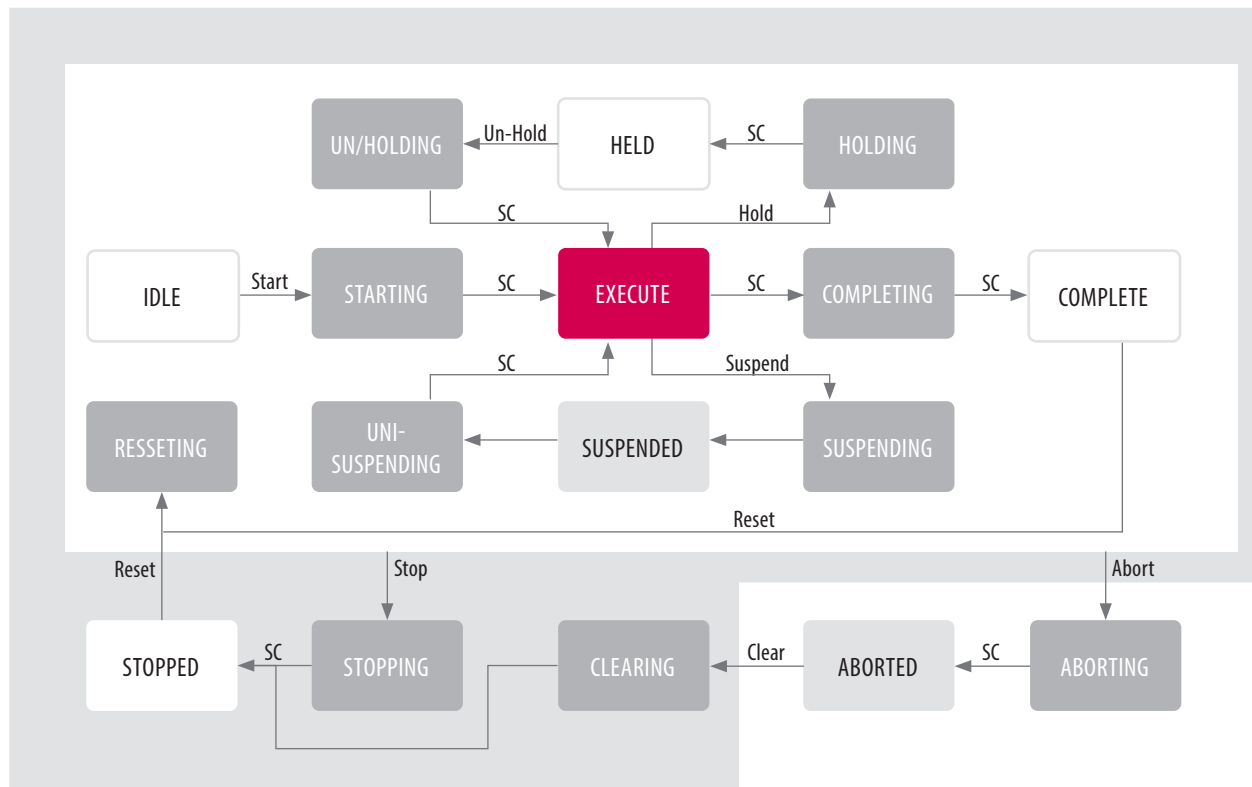 UN/HOLDING
Un-Hold
HELD
SC
HOLDING
SC
Hold
IDLE
Start
STARTING
SC
EXECUTE
SC
COMPLETING
SC
COMPLETE
SC
Suspend
RESSETING
UNI-
SUSPENDING
SUSPENDED
SUSPENDING
Reset
Reset
Stop
Abort
STOPPED
SC
STOPPING
CLEARING
Clear
ABORTED
SC
ABORTING